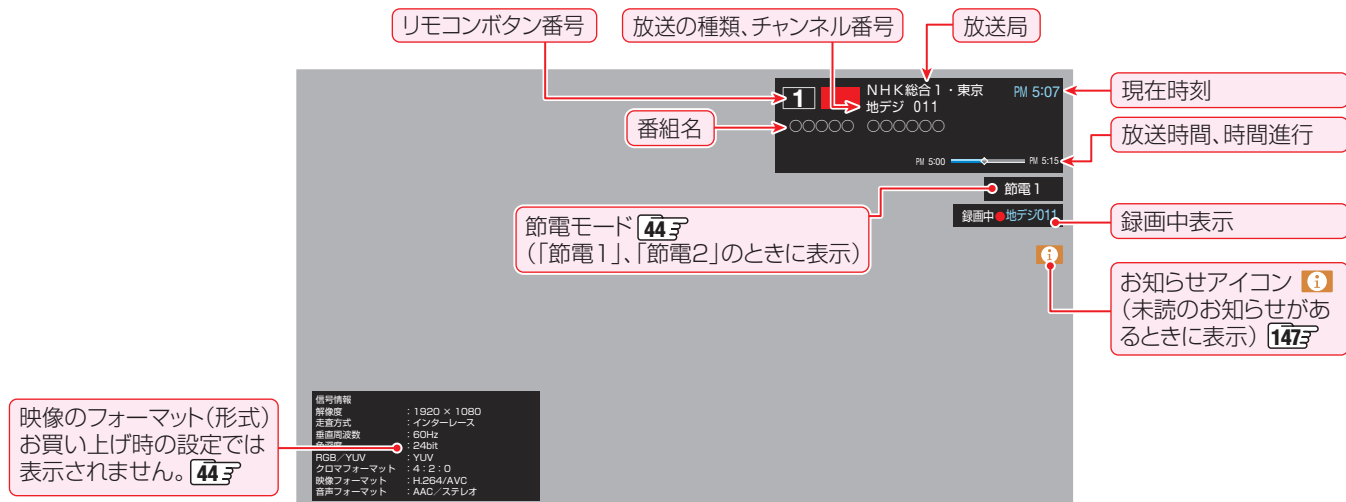 リモコンボタン番号
放送の種類、チャンネル番号
放送局
1
NHK総合1・東京
PM 5:07
地デジ 011
○○○○○ ○○○○○○
PM 5:00
PM 5:15
現在時刻
番組名
放送時間、時間進行
節電1
節電モード 44
(「節電1」、「節電2」のときに表示)
録画中●地デジ011
録画中表示
お知らせアイコン
(未読のお知らせがあ
るときに表示) 147
映像のフォーマット(形式)
お買い上げ時の設定では
表示されません。 44
信号情報
解像度 :1920 × 1080
走査方式 :インターレース
垂直周波数 :60Hz
色深度 :24bit
RGB/YUV :YUV
クロマフォーマット :4:2:0
映像フォーマット :H.264/AVC
音声フォーマット :AAC/ステレオ